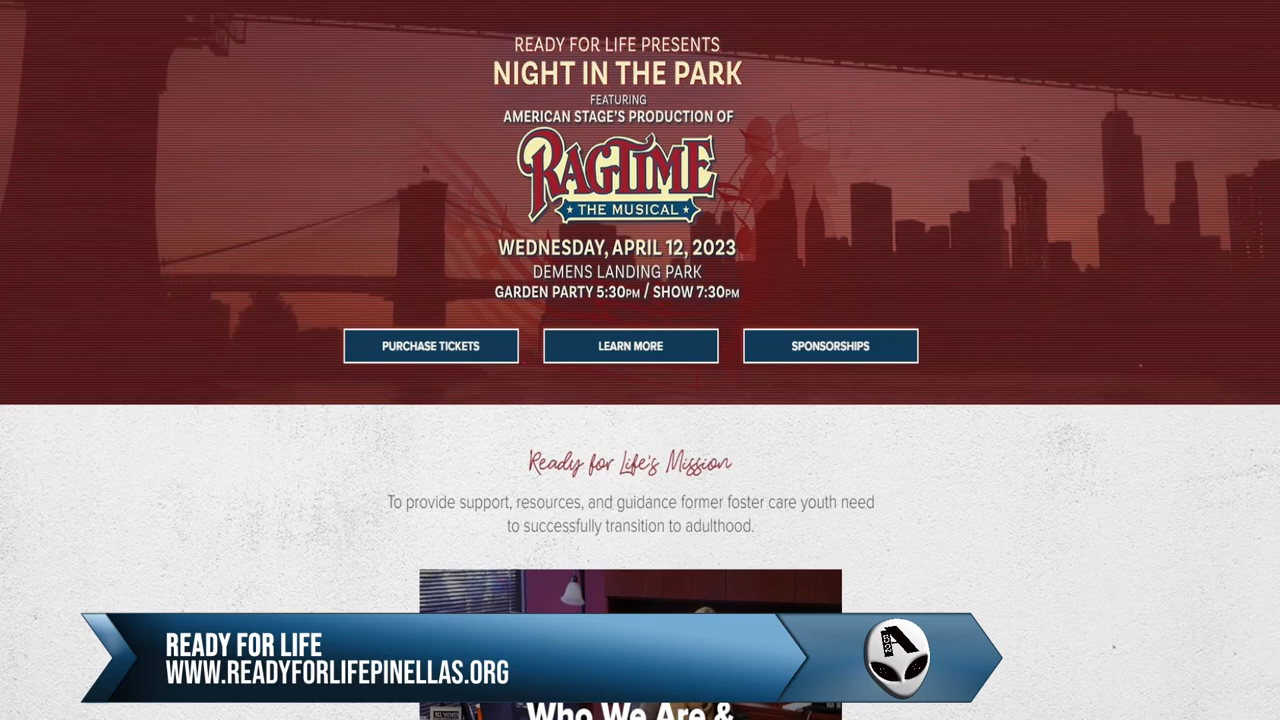 READY FOR LIFE PRESENTS
NIGHT IN THE PARK
FEATURING
AMERICAN STAGE'S PRODUCTION OF
RAGTIME
★ THE MUSICAL ★
WEDNESDAY, APRIL 12, 2023
DEMENS LANDING PARK
GARDEN PARTY 5:30PM / SHOW 7:30PM
PURCHASE TICKETS LEARN MORE SPONSORSHIPS
Ready for Life's Mission
To provide support, resources, and guidance former foster care youth need
to successfully transition to adulthood.
READY FOR LIFE
WWW.READYFORLIFEPINELLAS.ORG
Who We Are &